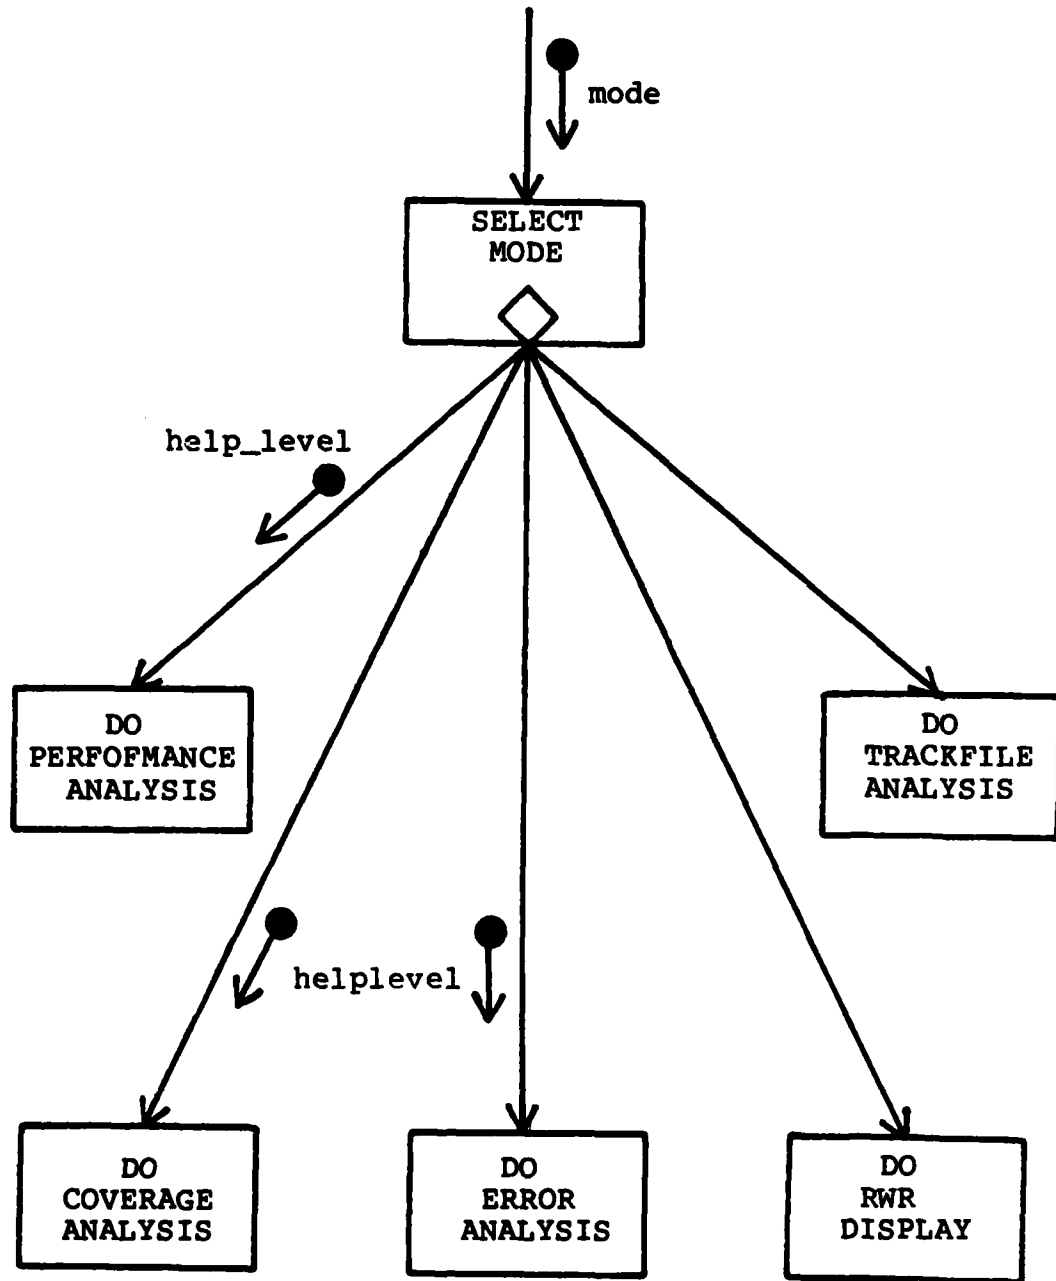 mode
SELECT
MODE
help_level
DO
PERFOFMANCE
ANALYSIS
DO
TRACKFILE
ANALYSIS
helplevel
DO
COVERAGE
ANALYSIS
DO
ERROR
ANALYSIS
DO
RWR
DISPLAY